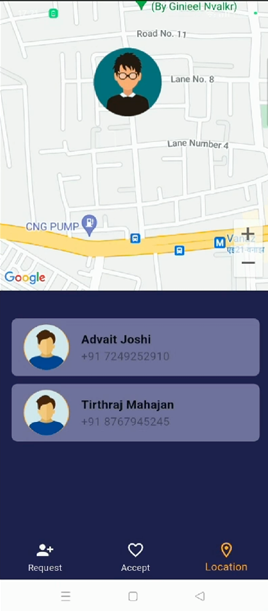 (By Ginieel Nvalkr)
Road No. 11
Lane No. 8
Lane Number 4
CNG PUMP
M
Google
Advait Joshi
+91 7249252910
Tirthraj Mahajan
+91 8767945245
Request
Accept
Location